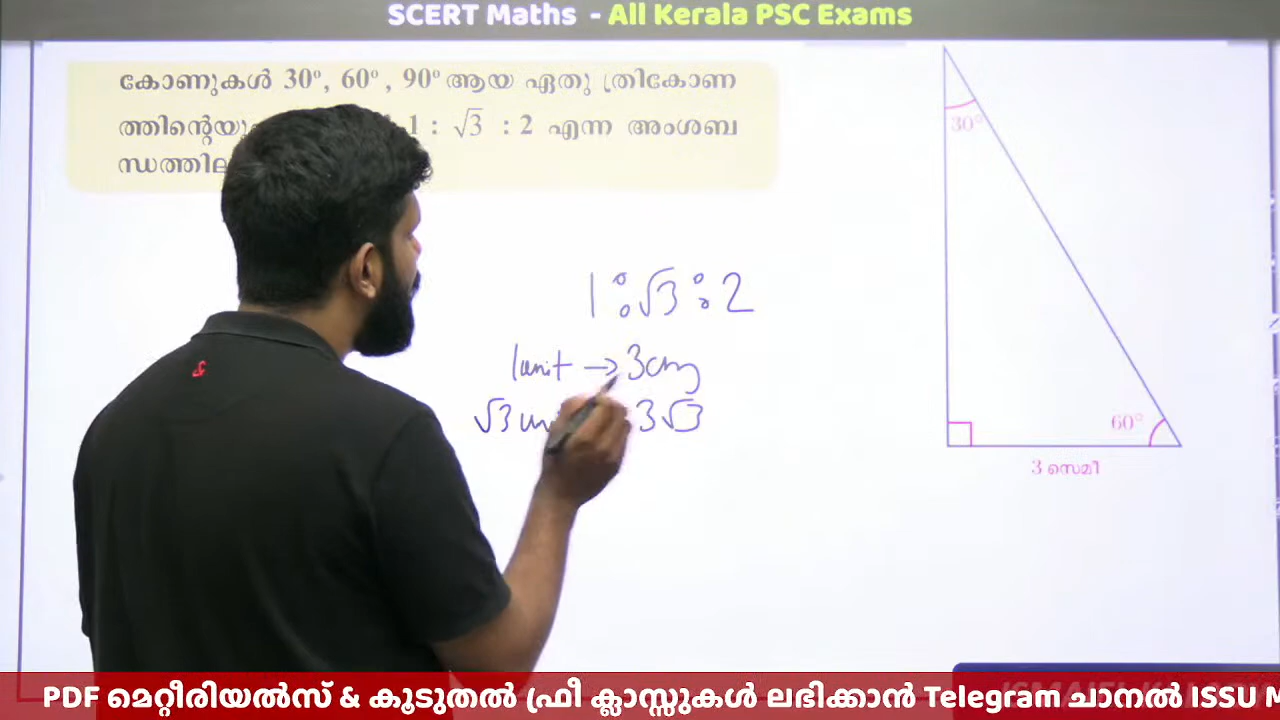 SCERT Maths - All Kerala PSC Exams
കോണുകൾ 30°, 60°, 90° ആയ ഏതു ത്രികോണ
ത്തിന്റെയും 1 : √3 : 2 എന്ന അംശബ
ന്ധത്തില
30°
1 : √3 : 2
1unit → 3cm
√3 3√3
60°
3 സെമീ
PDF മെറ്റീരിയൽസ് & കൂടുതൽ ഫ്രീ ക്ലാസ്സുകൾ ലഭിക്കാൻ Telegram ചാനൽ ISSU M